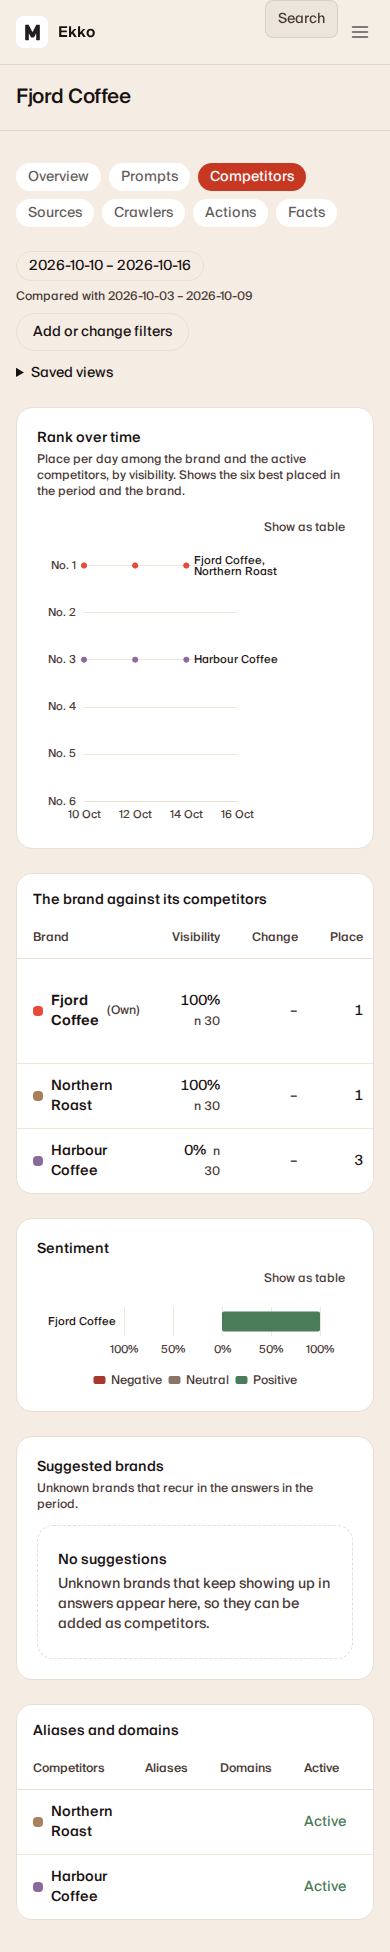 M Ekko
Search
Fjord Coffee
Overview Prompts Competitors
Sources Crawlers Actions Facts
2026-10-10 – 2026-10-16
Compared with 2026-10-03 – 2026-10-09
Add or change filters
Saved views
Rank over time
Place per day among the brand and the active
competitors, by visibility. Shows the six best placed in
the period and the brand.
Show as table
No. 1 Fjord Coffee,
Northern Roast
No. 2
No. 3 Harbour Coffee
No. 4
No. 5
No. 6
10 Oct 12 Oct 14 Oct 16 Oct
The brand against its competitors
Brand Visibility Change Place
Fjord
Coffee (Own) 100%
n 30 – 1
Northern
Roast 100%
n 30 – 1
Harbour
Coffee 0% n
30 – 3
Sentiment
Show as table
Fjord Coffee
100% 50% 0% 50% 100%
Negative Neutral Positive
Suggested brands
Unknown brands that recur in the answers in the
period.
No suggestions
Unknown brands that keep showing up in
answers appear here, so they can be
added as competitors.
Aliases and domains
Competitors Aliases Domains Active
Northern
Roast Active
Harbour
Coffee Active